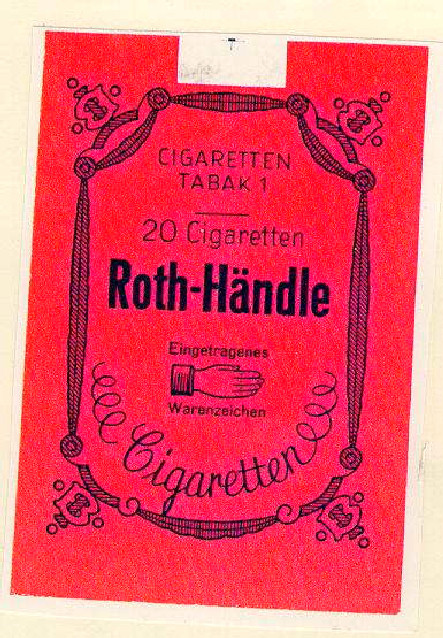 CIGARETTEN
TABAK 1
20 Cigaretten
Roth-Händle
Eingetragenes
Warenzeichen
Cigaretten